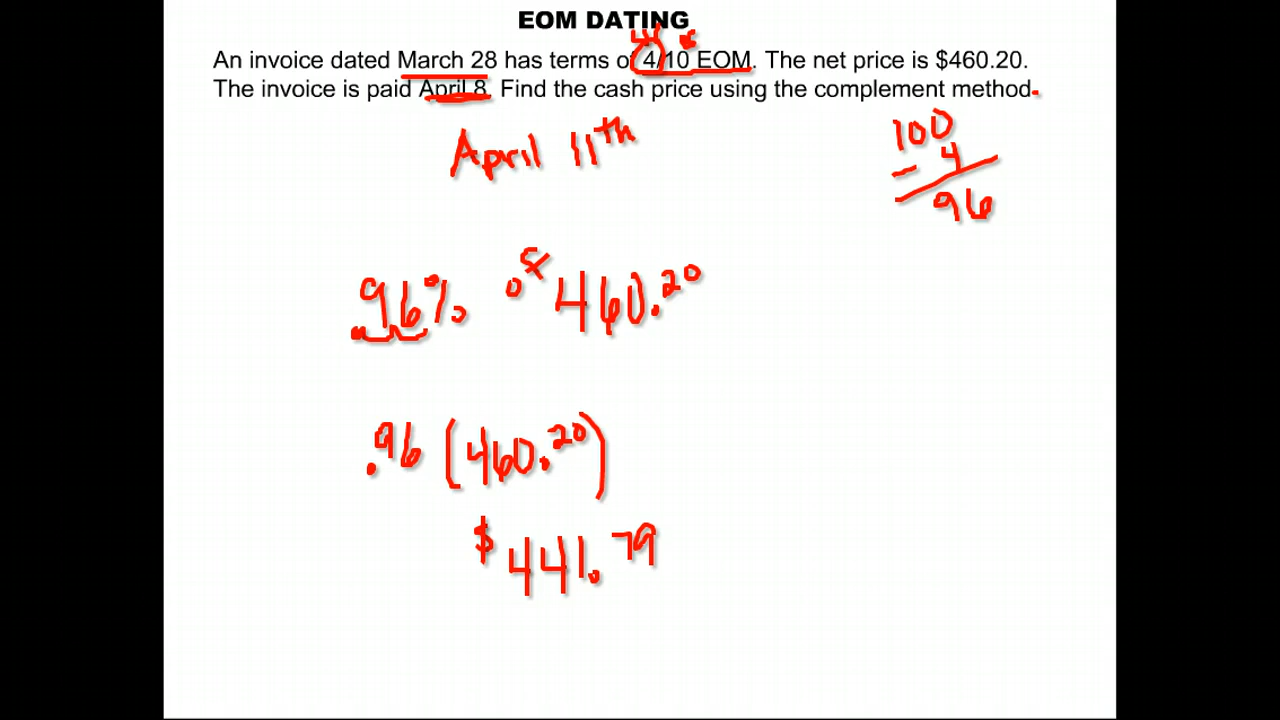 EOM DATING
An invoice dated March 28 has terms of 4/10 EOM. The net price is $460.20.
The invoice is paid April 8. Find the cash price using the complement method.
April 11th
100
- 4
96
96% of 460.20
.96 (460.20)
$441.79